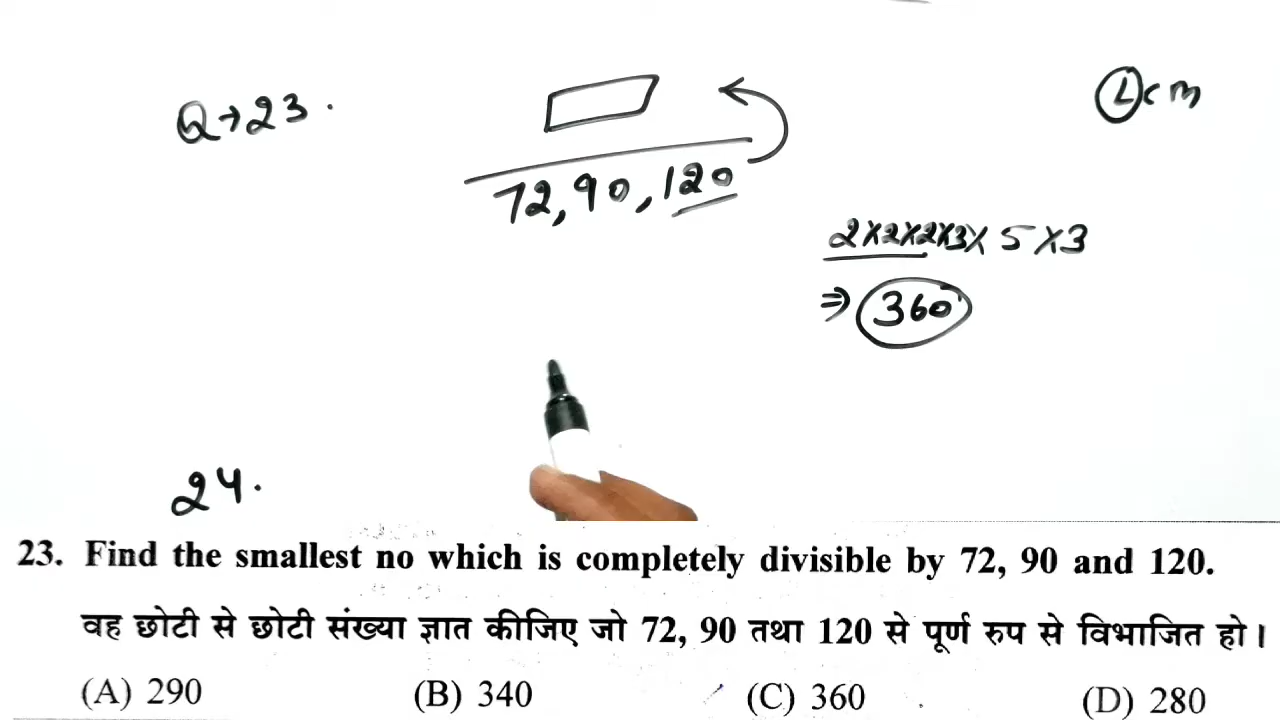 Q→23.
LCM
72, 90, 120
2×2×2×3×5×3
⇒ 360
24.
23. Find the smallest no which is completely divisible by 72, 90 and 120.
वह छोटी से छोटी संख्या ज्ञात कीजिए जो 72, 90 तथा 120 से पूर्ण रुप से विभाजित हो।
(A) 290 (B) 340 (C) 360 (D) 280